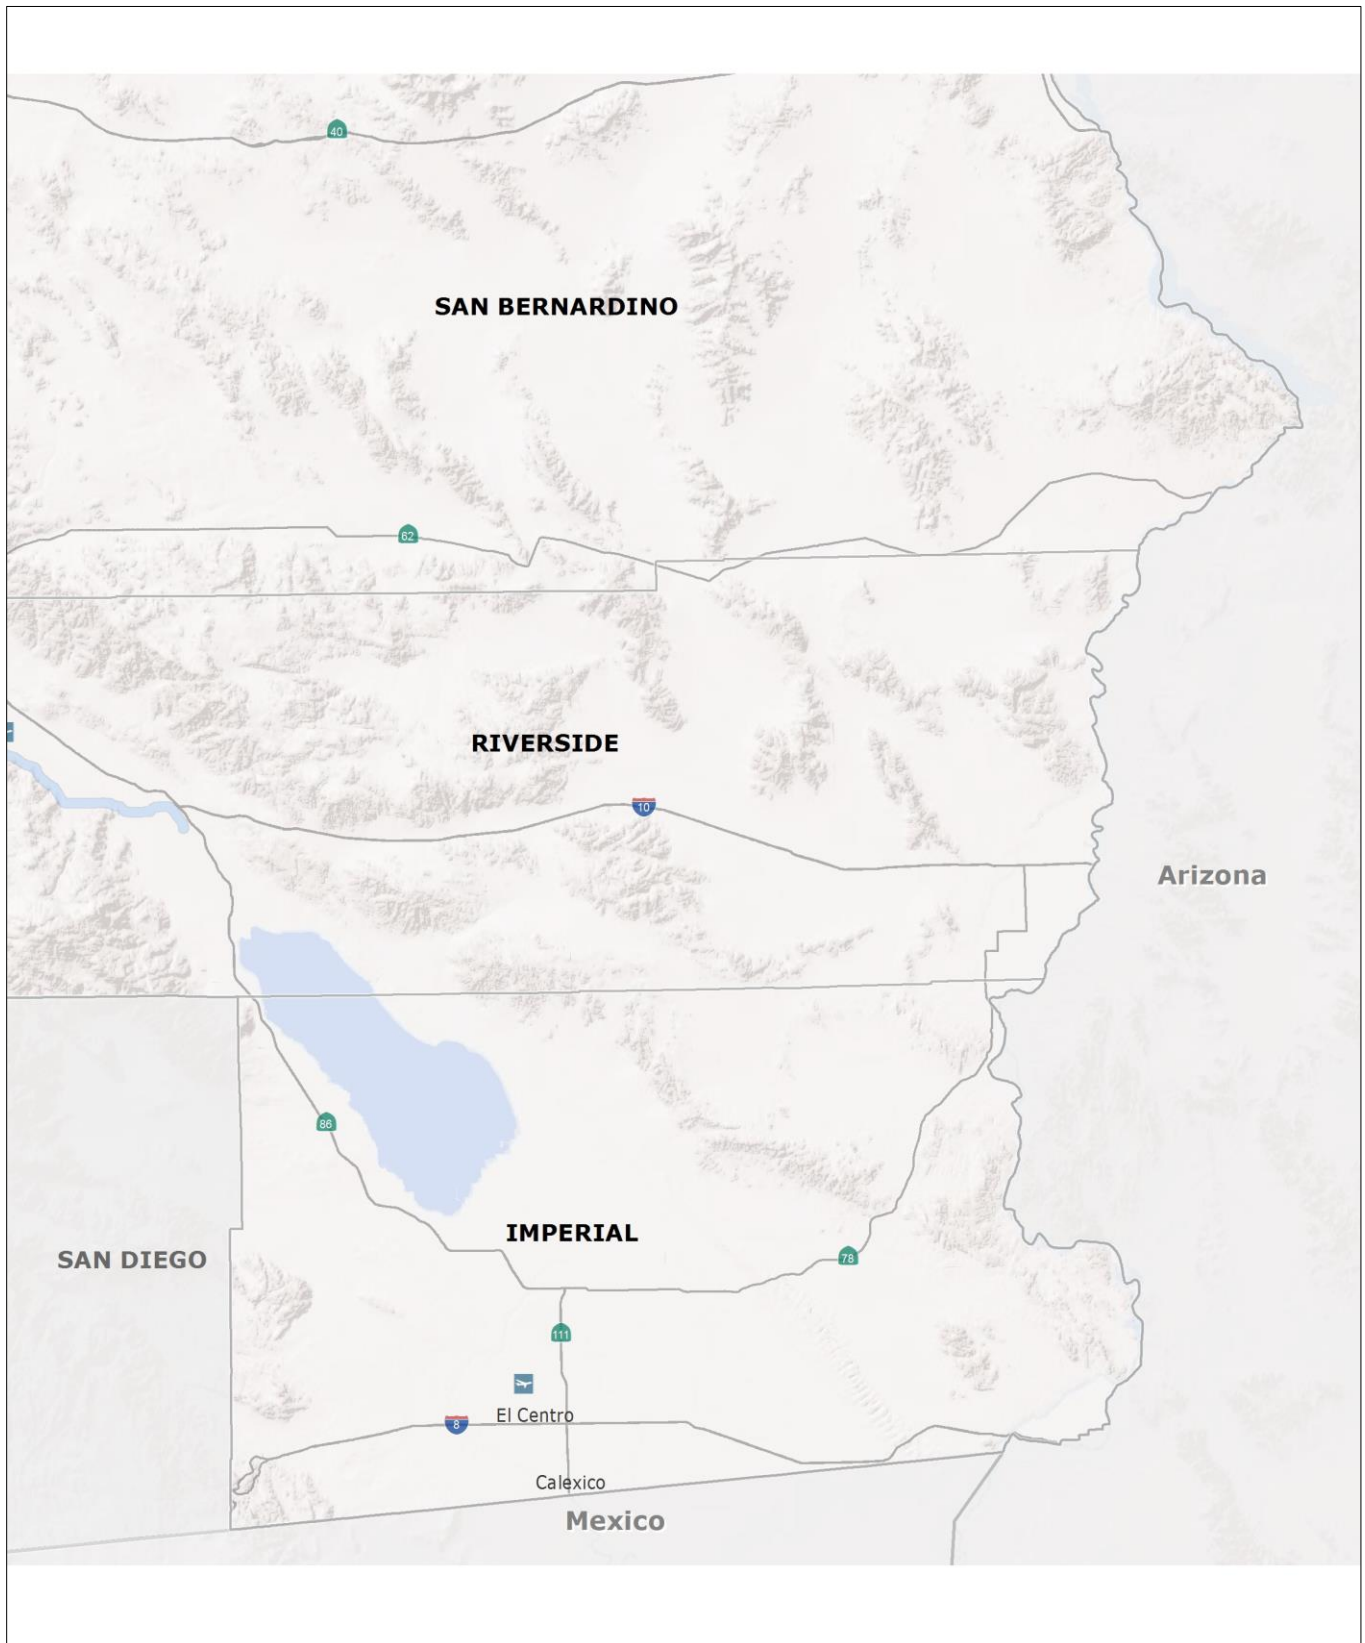 40
SAN BERNARDINO
62
RIVERSIDE
10
Arizona
86
IMPERIAL
SAN DIEGO
78
111
El Centro
8
Calexico
Mexico